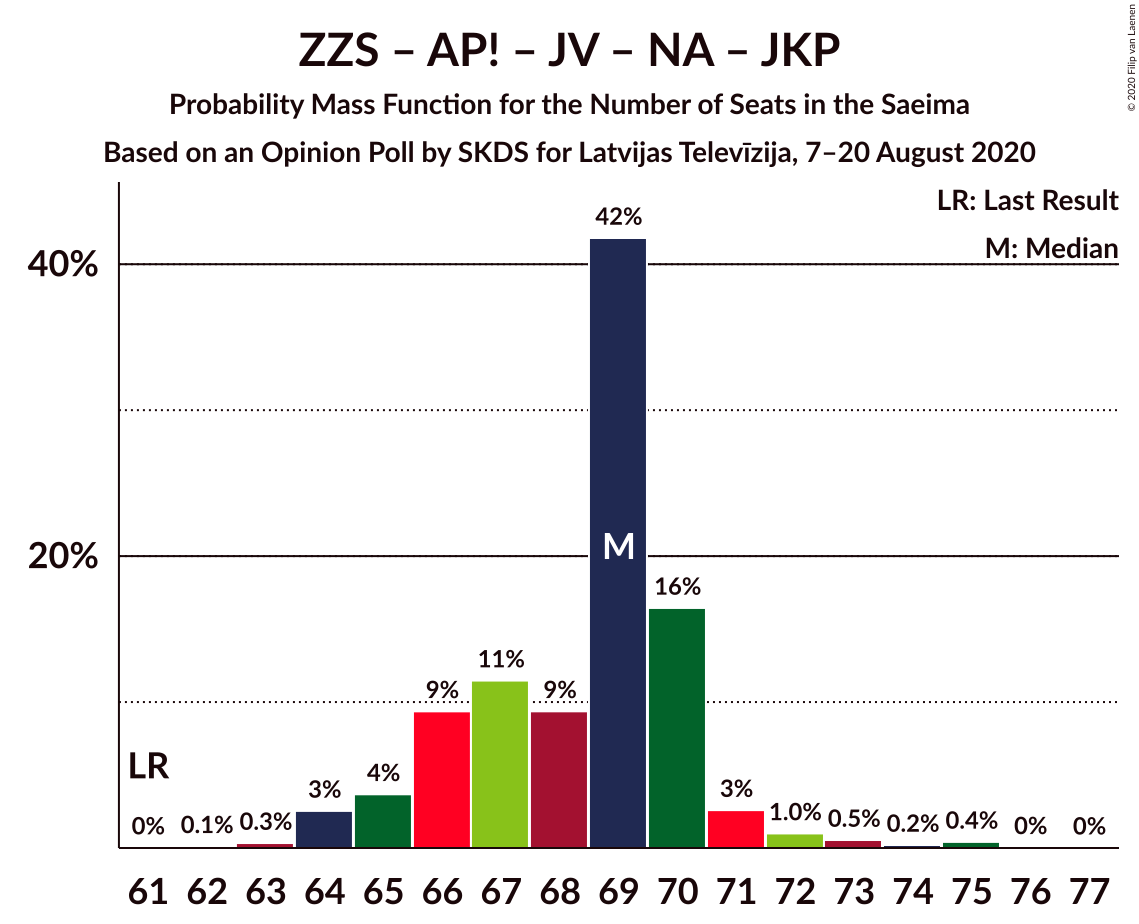 ZZS – AP! – JV – NA – JKP
Probability Mass Function for the Number of Seats in the Saeima
Based on an Opinion Poll by SKDS for Latvijas Televīzija, 7–20 August 2020
© 2020 Filip van Laenen
LR: Last Result
M: Median
40%
20%
LR
M
0%
0.1%
0.3%
3%
4%
9%
11%
9%
42%
16%
3%
1.0%
0.5%
0.2%
0.4%
0%
0%
61 62 63 64 65 66 67 68 69 70 71 72 73 74 75 76 77